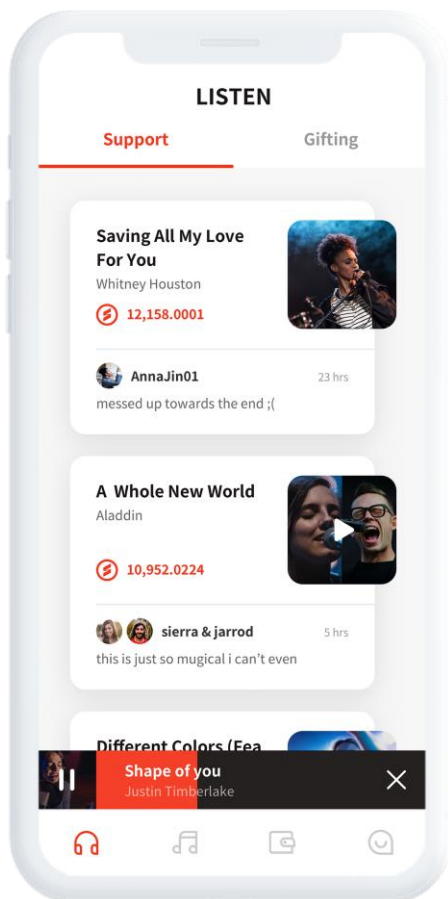 LISTEN
Support
Gifting
Saving All My Love
For You
Whitney Houston
12,158.0001
AnnaJin01
23 hrs
messed up towards the end ;(
A Whole New World
Aladdin
10,952.0224
sierra & jarrod
5 hrs
this is just so mugical i can't even
Different Colors (Fea
Shape of you
Justin Timberlake